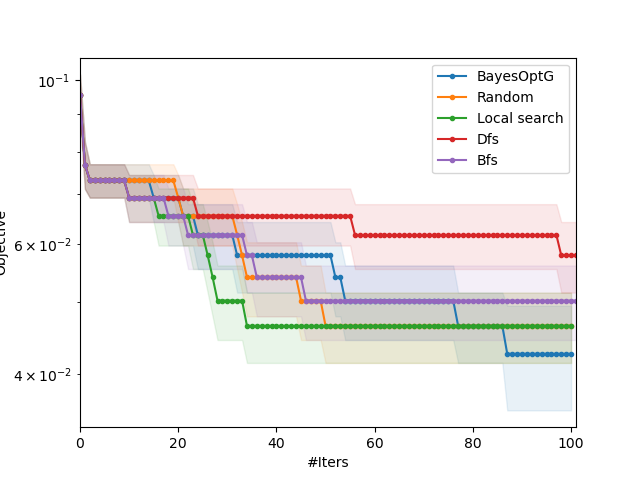 BayesOptG
Random
Local search
Dfs
Bfs
10⁻¹
6 × 10⁻²
4 × 10⁻²
Objective
0 20 40 60 80 100
#Iters